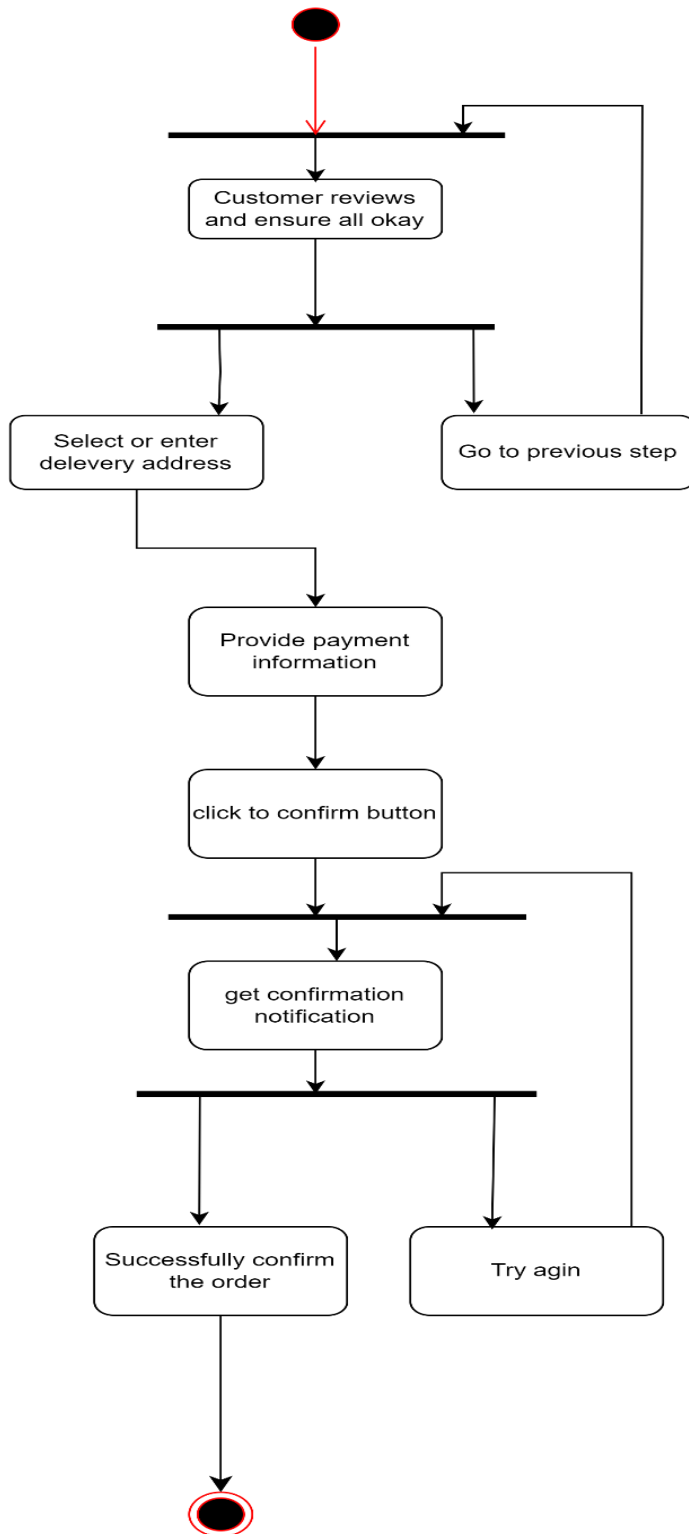 Customer reviews
and ensure all okay
Select or enter
delevery address
Go to previous step
Provide payment
information
click to confirm button
get confirmation
notification
Successfully confirm
the order
Try agin